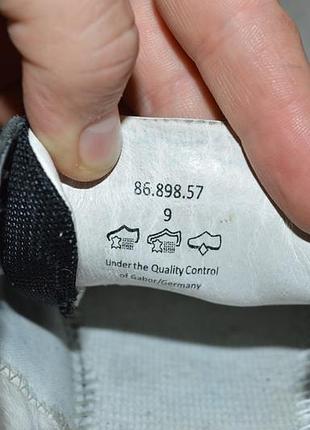 86.898.57
9
Under the Quality Control
of Gabor/Germany